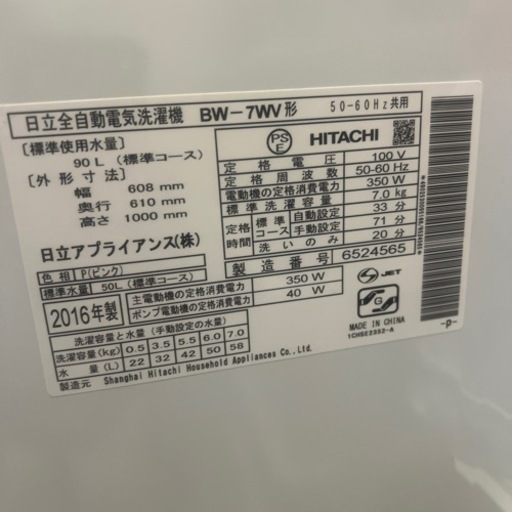 日立全自動電気洗濯機 BW-7WV形 50-60Hz共用
〔標準使用水量〕
90L（標準コース）
〔外形寸法〕
幅 608 mm
奥行 610 mm
高さ 1000 mm
日立アプライアンス(株)
色相 P(ピンク)
標準水量 50L（標準コース）
2016年製
主電動機の定格消費電力 350 W
ポンプ電動機の定格消費電力 40 W
洗濯容量と水量（手動設定の水量）
洗濯容量(kg) 0.5 3.5 5.5 6.0 7.0
水量(L) 22 32 42 50 58
製造元 Shanghai Hitachi Household Appliances Co.,Ltd.
PS
E
HITACHI
定格電圧 100 V
定格周波数 50-60 Hz
電動機の定格消費電力 350 W
標準洗濯容量 7.0 kg
定格時間 標準コース 自動設定 33 分
手動設定 71 分
洗いのみ 20 分
製造番号 6524565
JET
G
MADE IN CHINA
1CHSE2352-A
-P-